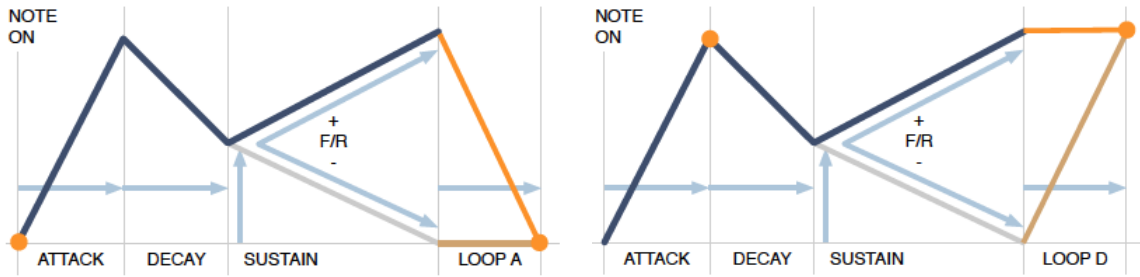 NOTE
ON
+
F/R
-
ATTACK DECAY SUSTAIN LOOP A
NOTE
ON
+
F/R
-
ATTACK DECAY SUSTAIN LOOP D